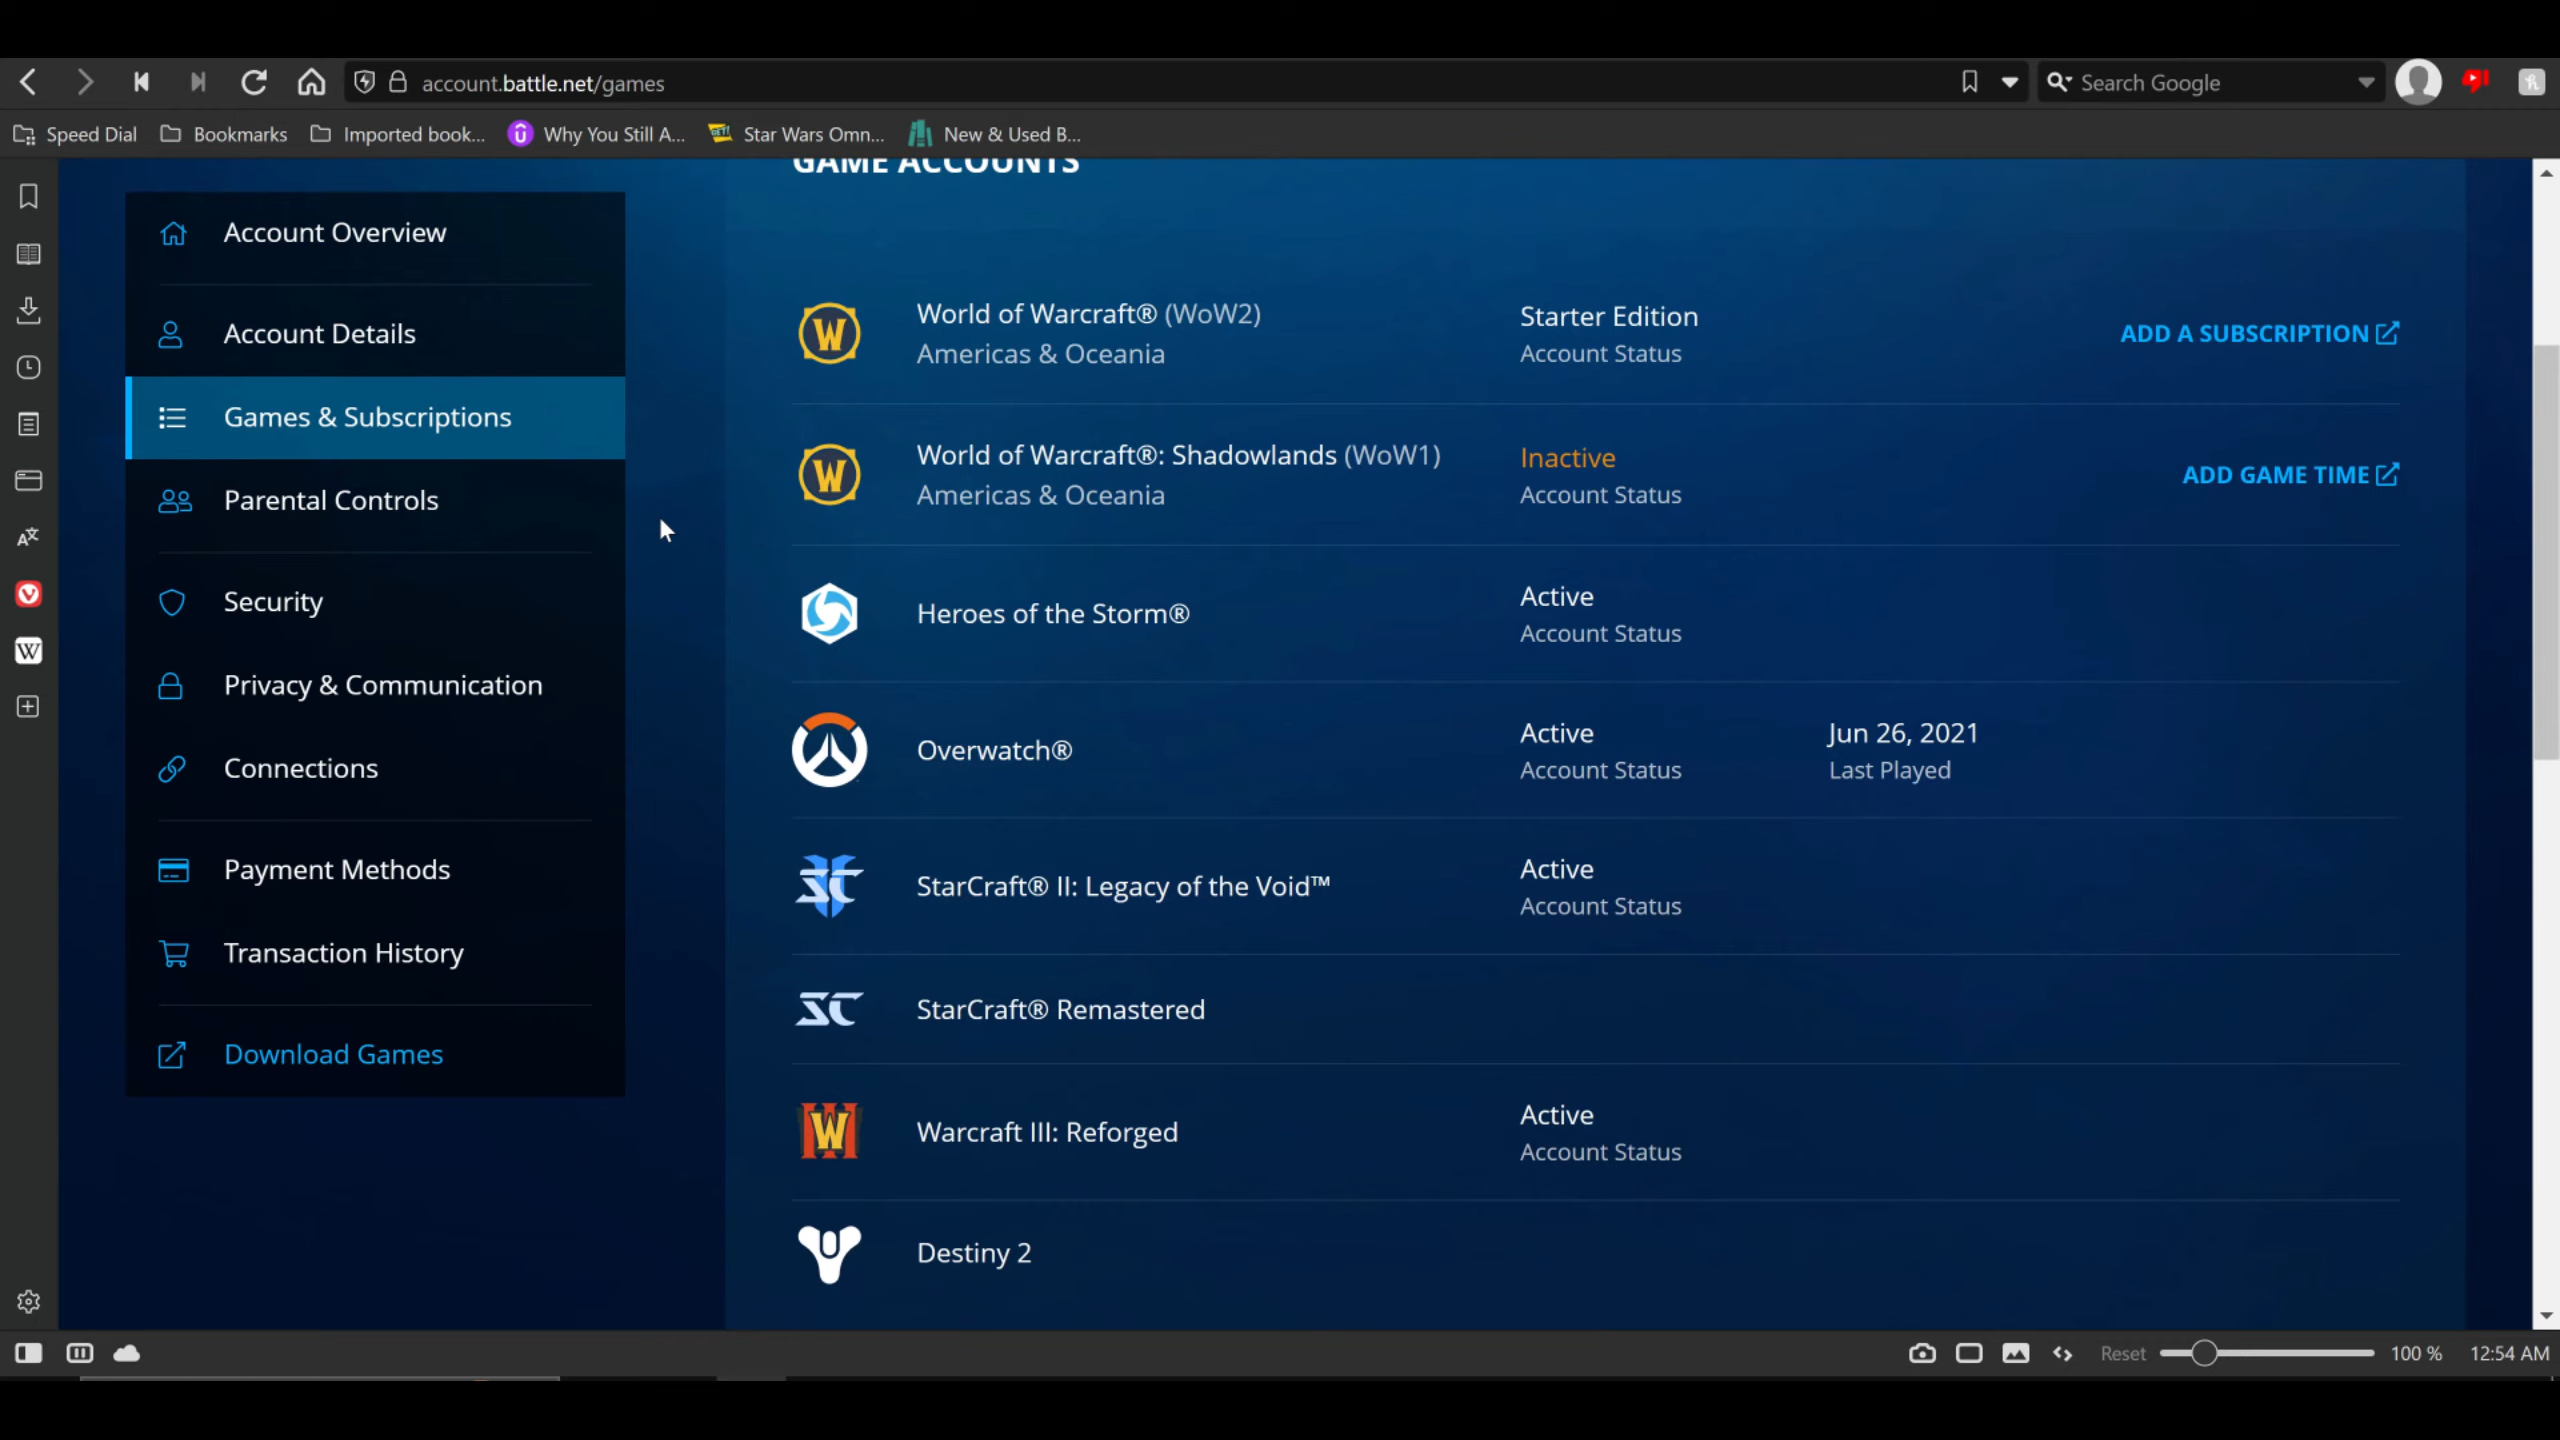 account.battle.net/games
Search Google
Speed Dial
Bookmarks
Imported book...
Why You Still A...
Star Wars Omn...
New & Used B...
GAME ACCOUNTS
Account Overview
Account Details
Games & Subscriptions
Parental Controls
Security
Privacy & Communication
Connections
Payment Methods
Transaction History
Download Games
World of Warcraft® (WoW2)
Americas & Oceania
Starter Edition
Account Status
ADD A SUBSCRIPTION
World of Warcraft®: Shadowlands (WoW1)
Americas & Oceania
Inactive
Account Status
ADD GAME TIME
Heroes of the Storm®
Active
Account Status
Overwatch®
Active
Account Status
Jun 26, 2021
Last Played
StarCraft® II: Legacy of the Void™
Active
Account Status
StarCraft® Remastered
Warcraft III: Reforged
Active
Account Status
Destiny 2
Reset
100 %
12:54 AM